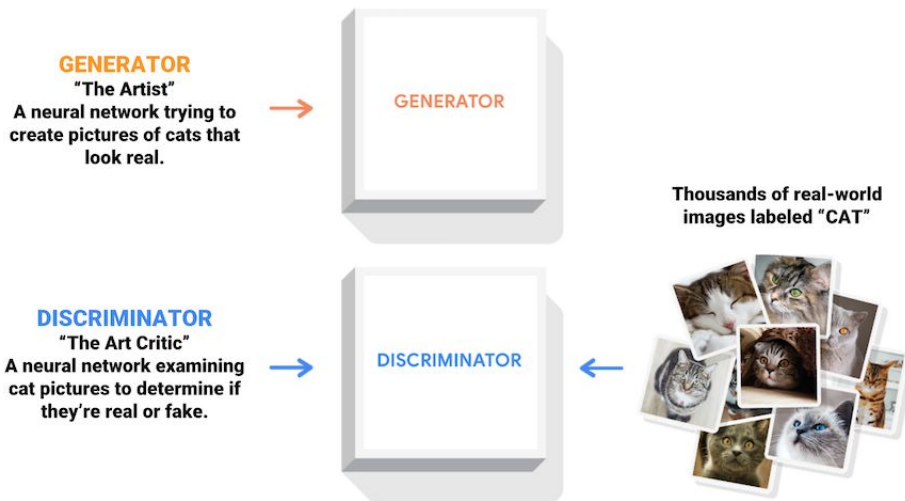 GENERATOR
“The Artist”
A neural network trying to
create pictures of cats that
look real.
GENERATOR
Thousands of real-world
images labeled “CAT”
DISCRIMINATOR
“The Art Critic”
A neural network examining
cat pictures to determine if
they’re real or fake.
DISCRIMINATOR